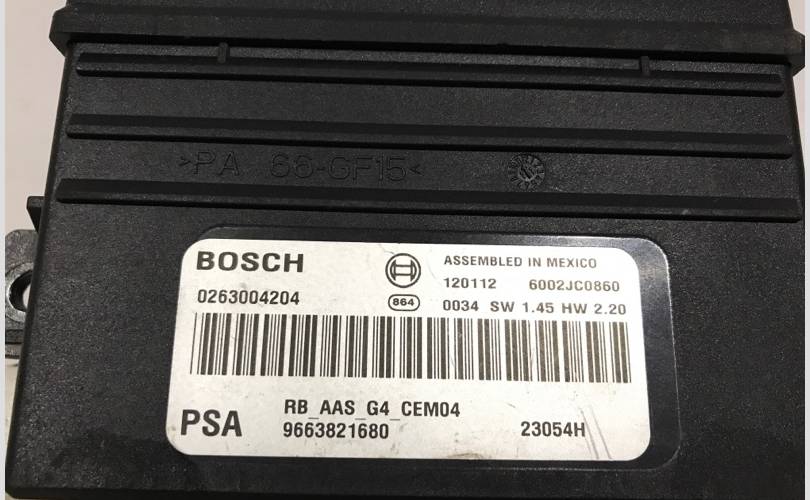 >PA 66-GF15<
BOSCH
ASSEMBLED IN MEXICO
120112 6002JC0860
0263004204
864
0034 SW 1.45 HW 2.20
RB_AAS_G4_CEM04
PSA
9663821680
23054H